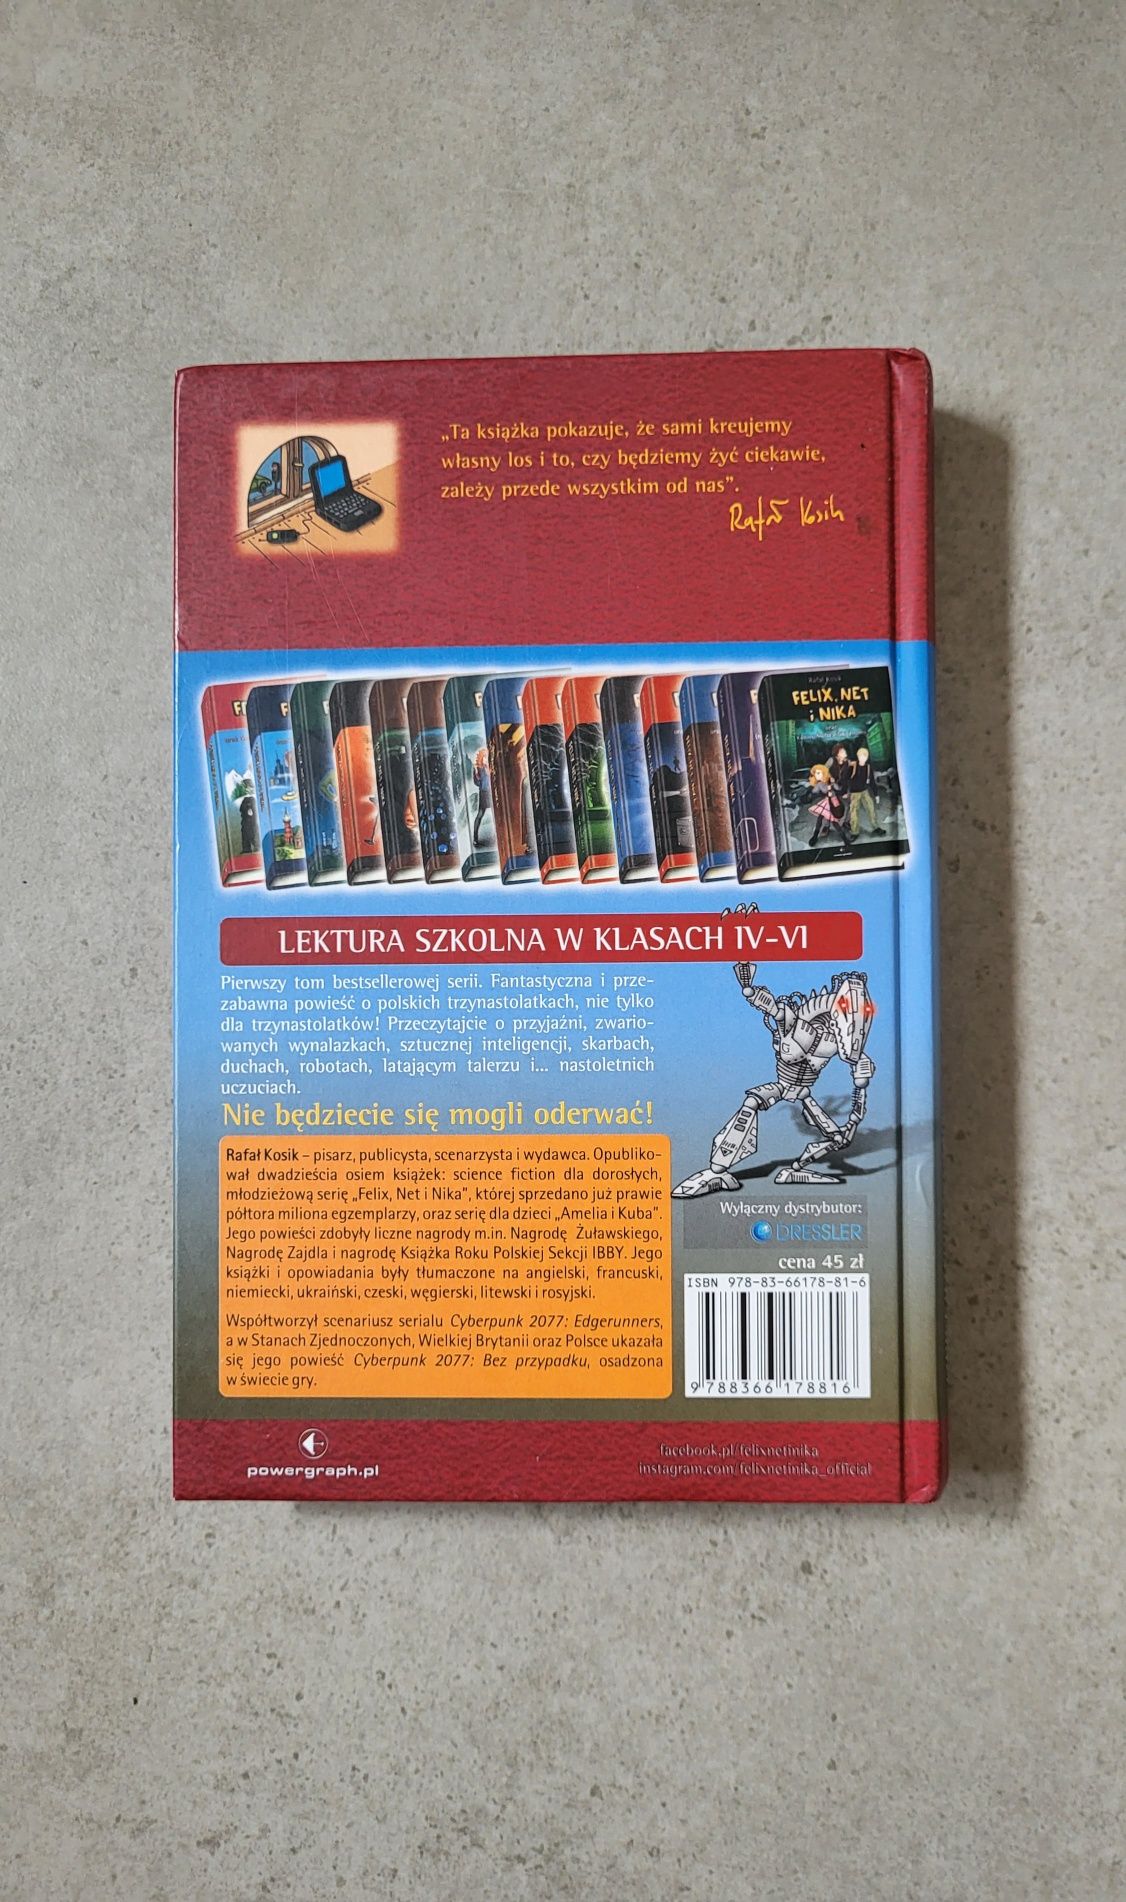 „Ta książka pokazuje, że sami kreujemy
własny los i to, czy będziemy żyć ciekawie,
zależy przede wszystkim od nas”.
Rafał Kosik
Rafał Kosik
FELIX, NET
i NIKA
LEKTURA SZKOLNA W KLASACH IV-VI
Pierwszy tom bestsellerowej serii. Fantastyczna i prze-
zabawna powieść o polskich trzynastolatkach, nie tylko
dla trzynastolatków! Przeczytajcie o przyjaźni, zwario-
wanych wynalazkach, sztucznej inteligencji, skarbach,
duchach, robotach, latającym talerzu i... nastoletnich
uczuciach.
Nie będziecie się mogli oderwać!
Rafał Kosik – pisarz, publicysta, scenarzysta i wydawca. Opubliko-
wał dwadzieścia osiem książek: science fiction dla dorosłych,
młodzieżową serię „Felix, Net i Nika”, której sprzedano już prawie
półtora miliona egzemplarzy, oraz serię dla dzieci „Amelia i Kuba”.
Jego powieści zdobyły liczne nagrody m.in. Nagrodę Żuławskiego,
Nagrodę Zajdla i nagrodę Książka Roku Polskiej Sekcji IBBY. Jego
książki i opowiadania były tłumaczone na angielski, francuski,
niemiecki, ukraiński, czeski, węgierski, litewski i rosyjski.
Współtworzył scenariusz serialu Cyberpunk 2077: Edgerunners,
a w Stanach Zjednoczonych, Wielkiej Brytanii oraz Polsce ukazała
się jego powieść Cyberpunk 2077: Bez przypadku, osadzona
w świecie gry.
Wyłączny dystrybutor:
DRESSLER
cena 45 zł
ISBN 978-83-66178-81-6
9 788366 178816
powergraph.pl
facebook.pl/felixnetinika
instagram.com/felixnetinika_official